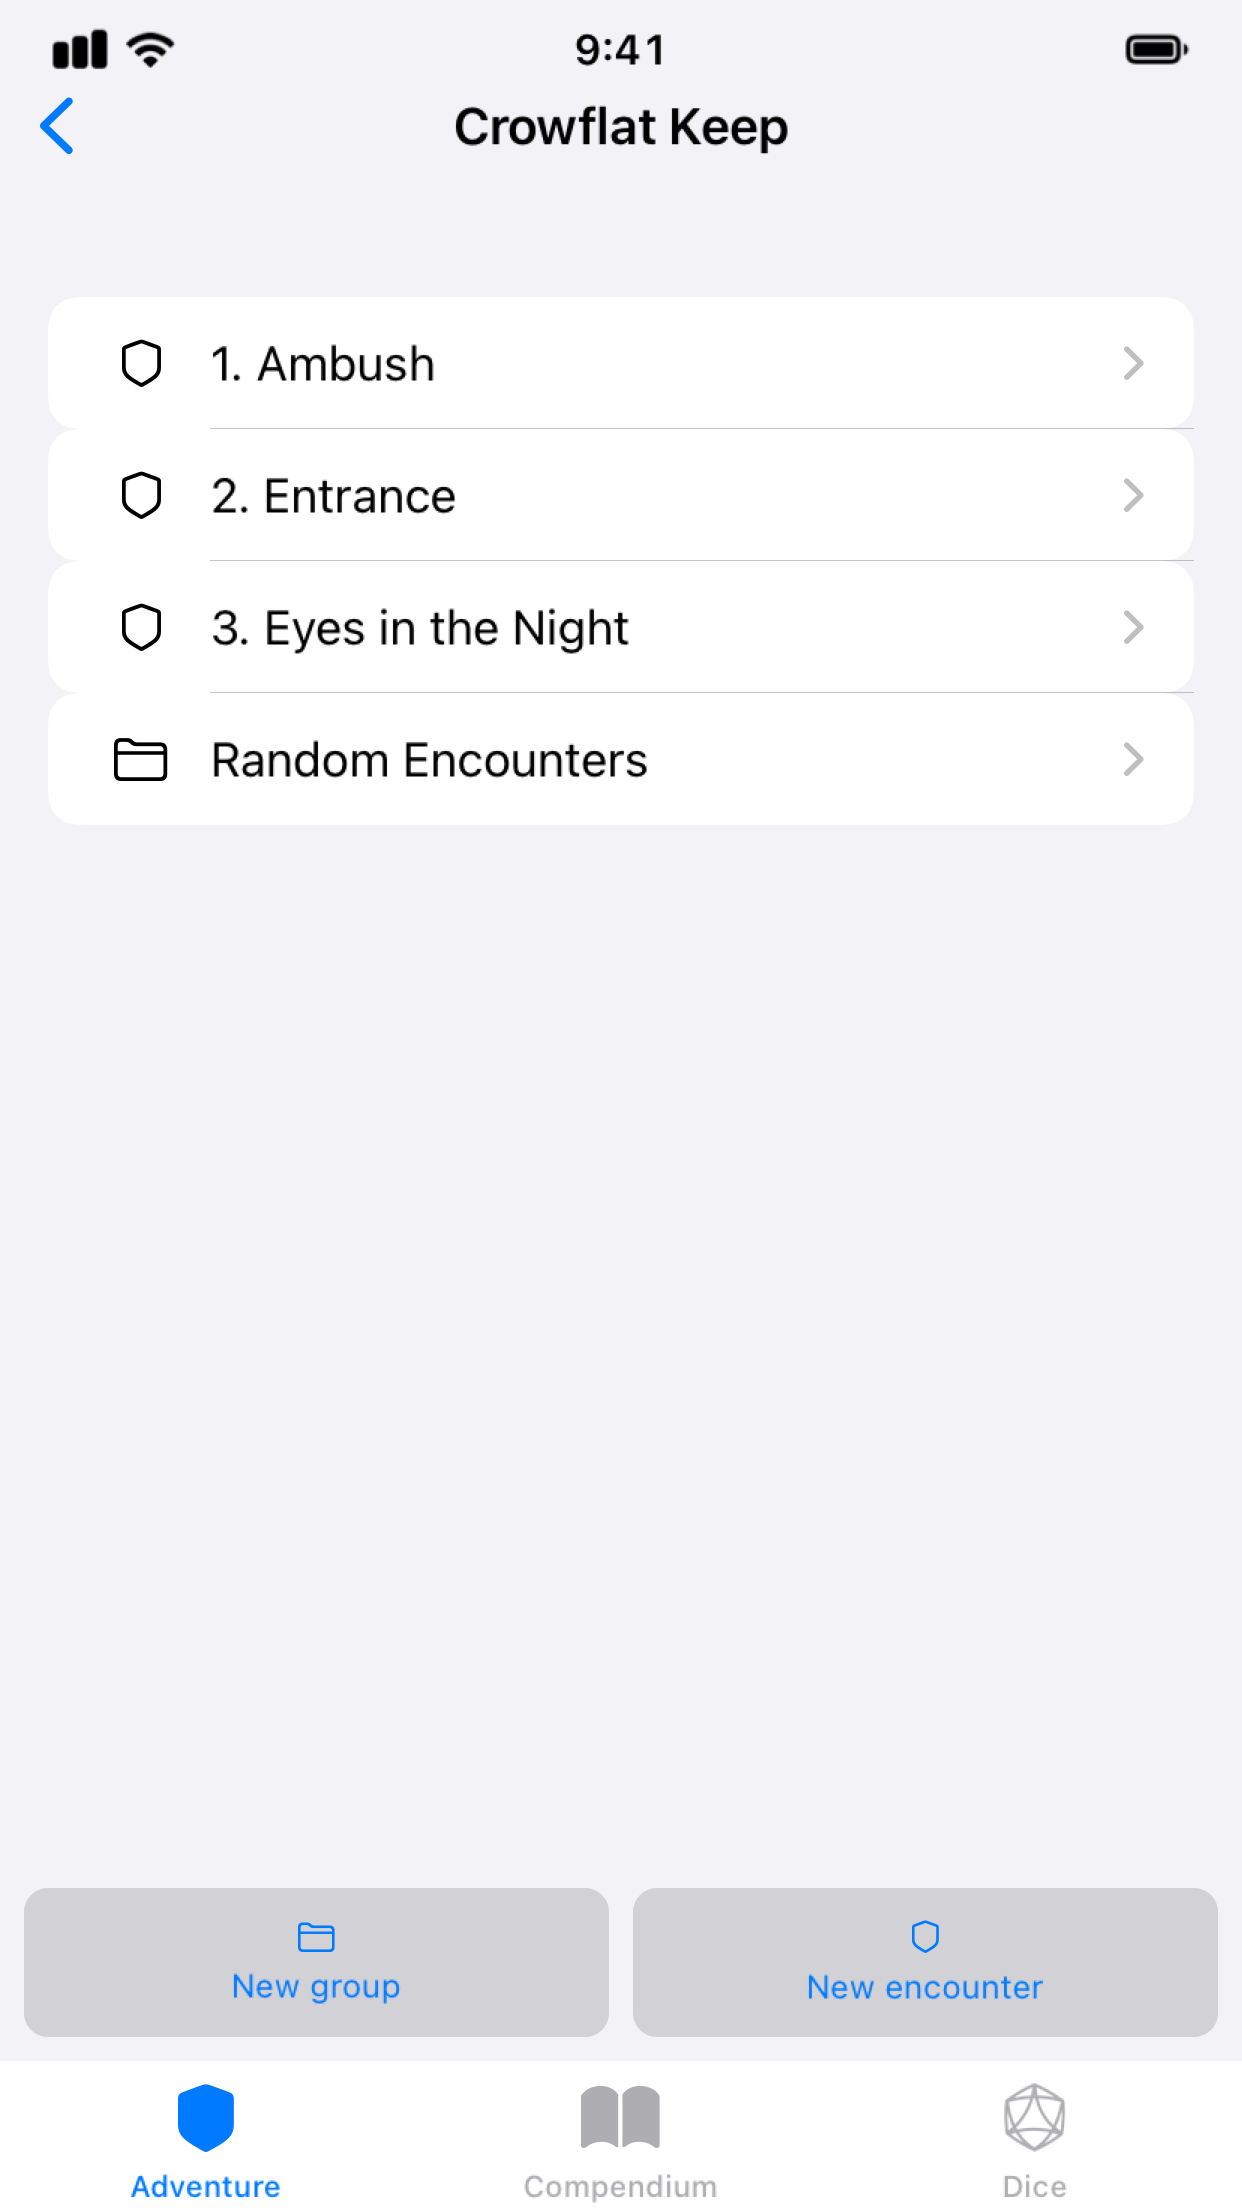 9:41
Crowflat Keep
1. Ambush
2. Entrance
3. Eyes in the Night
Random Encounters
New group
New encounter
Adventure
Compendium
Dice